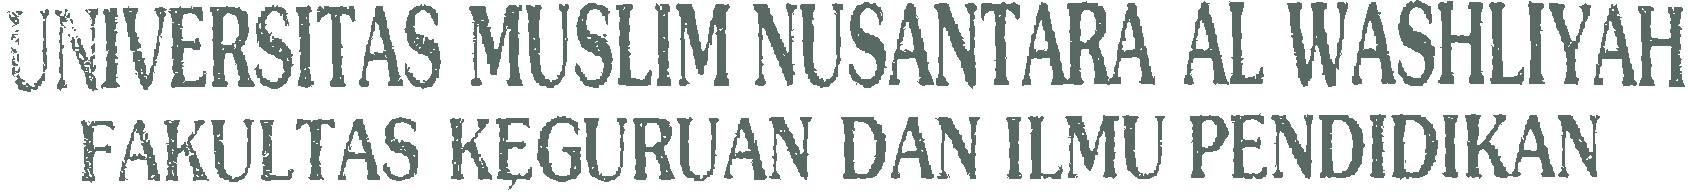 UNIVERSITAS MUSLIM NUSANTARA AL WASHLIYAH
FAKULTAS KEGURUAN DAN ILMU PENDIDIKAN